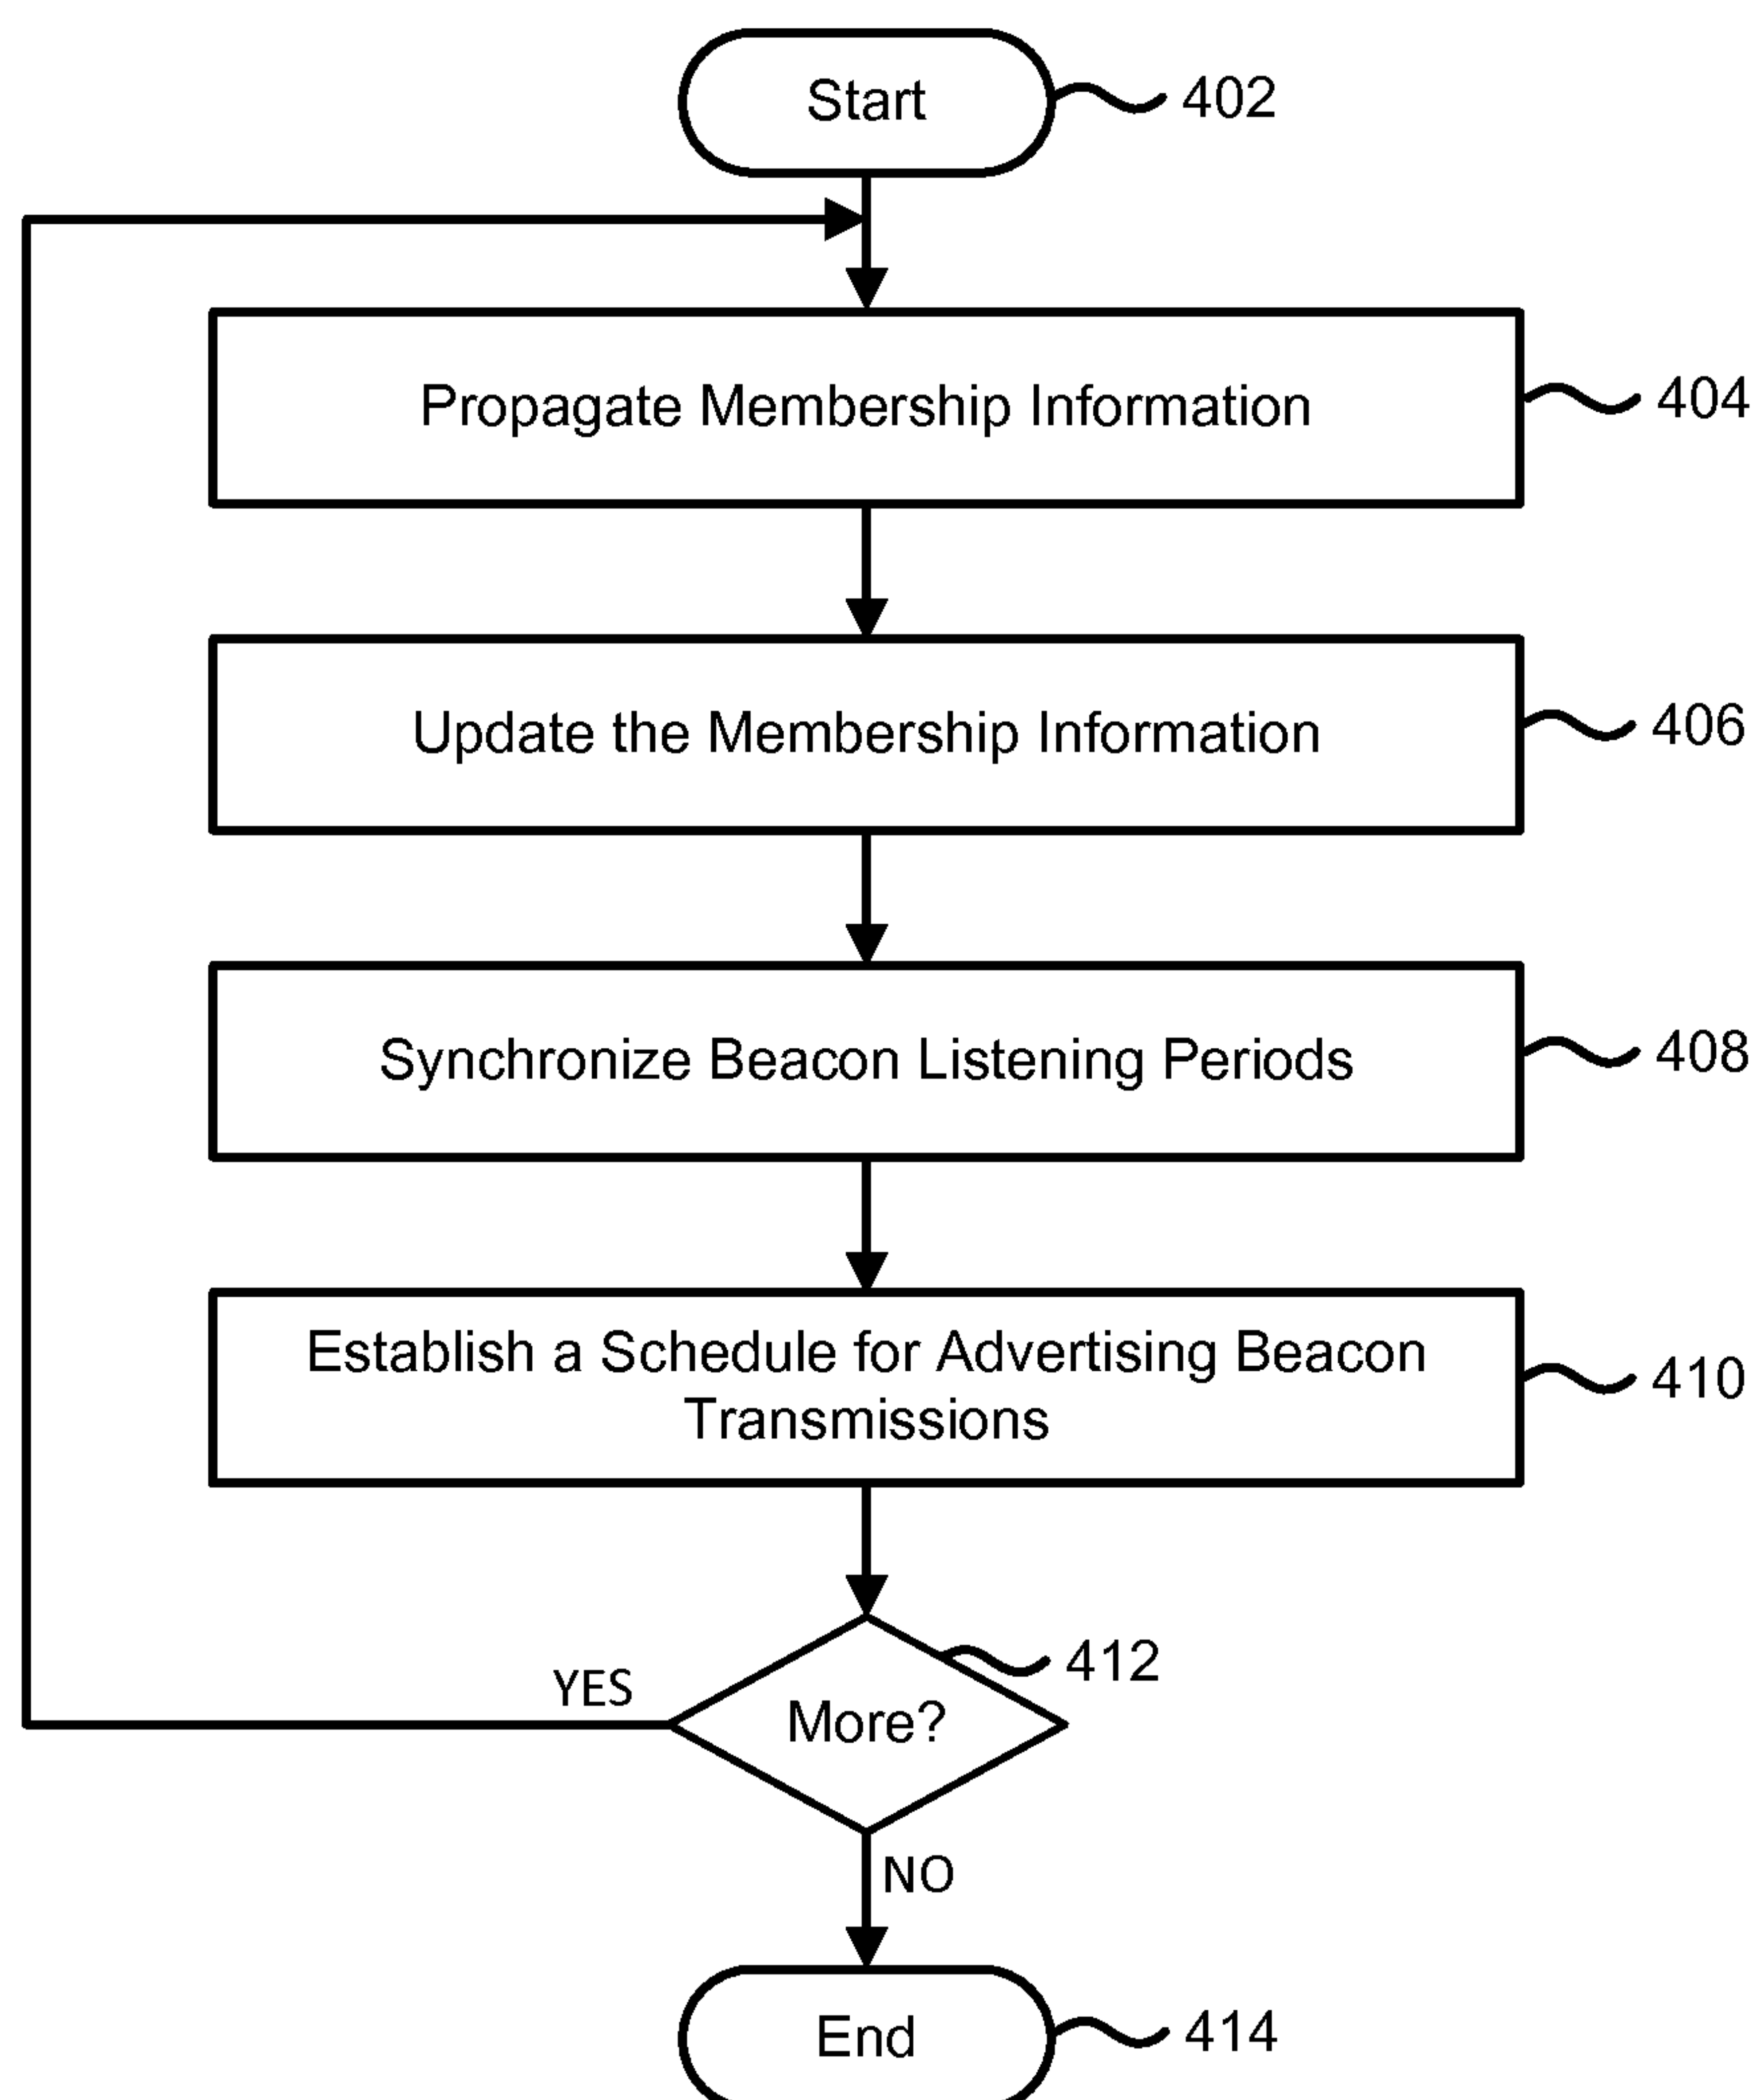 Start
402
Propagate Membership Information
404
Update the Membership Information
406
Synchronize Beacon Listening Periods
408
Establish a Schedule for Advertising Beacon
Transmissions
410
412
YES
More?
NO
End
414